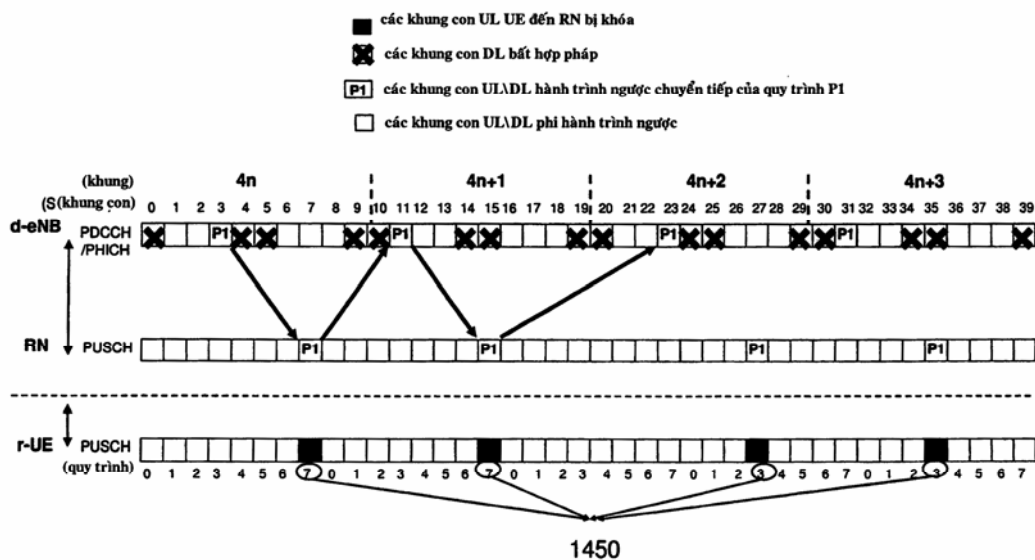 các khung con UL UE đến RN bị khóa
các khung con DL bất hợp pháp
P1 các khung con UL\DL hành trình ngược chuyển tiếp của quy trình P1
các khung con UL\DL phi hành trình ngược
(khung) 4n 4n+1 4n+2 4n+3
(S(khung con) 0 1 2 3 4 5 6 7 8 9 10 11 12 13 14 15 16 17 18 19 20 21 22 23 24 25 26 27 28 29 30 31 32 33 34 35 36 37 38 39
d-eNB PDCCH P1 P1 P1 P1
/PHICH
RN PUSCH P1 P1 P1 P1
r-UE PUSCH
(quy trình) 0 1 2 3 4 5 6 7 0 1 2 3 4 5 6 7 0 1 2 3 4 5 6 7 0 1 2 3 4 5 6 7 0 1 2 3 4 5 6 7
1450